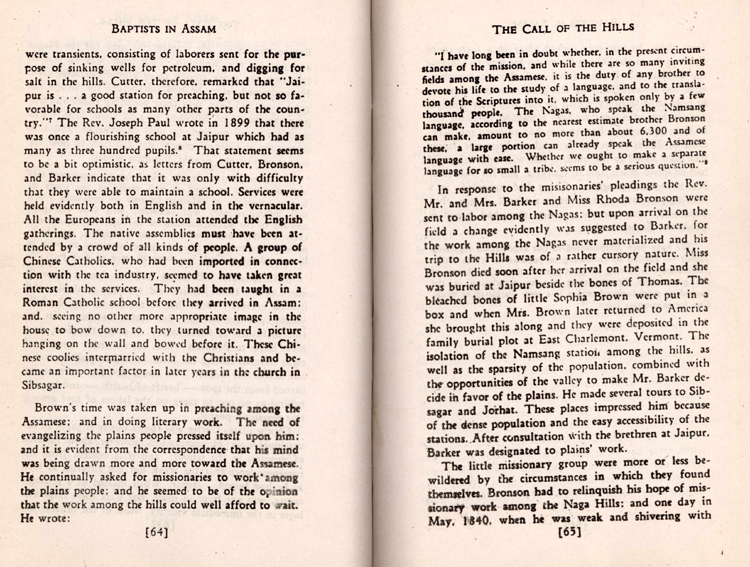 BAPTISTS IN ASSAM
were transients, consisting of laborers sent for the pur-
pose of sinking wells for petroleum, and digging for
salt in the hills. Cutter, therefore, remarked that "Jai-
pur is . . . a good station for preaching, but not so fa-
vorable for schools as many other parts of the coun-
try."⁷ The Rev. Joseph Paul wrote in 1899 that there
was once a flourishing school at Jaipur which had as
many as three hundred pupils.⁸ That statement seems
to be a bit optimistic, as letters from Cutter, Bronson,
and Barker indicate that it was only with difficulty
that they were able to maintain a school. Services were
held evidently both in English and in the vernacular.
All the Europeans in the station attended the English
gatherings. The native assemblies must have been at-
tended by a crowd of all kinds of people. A group of
Chinese Catholics, who had been imported in connec-
tion with the tea industry, seemed to have taken great
interest in the services. They had been taught in a
Roman Catholic school before they arrived in Assam;
and, seeing no other more appropriate image in the
house to bow down to, they turned toward a picture
hanging on the wall and bowed before it. These Chi-
nese coolies intermarried with the Christians and be-
came an important factor in later years in the church in
Sibsagar.
Brown's time was taken up in preaching among the
Assamese; and in doing literary work. The need of
evangelizing the plains people pressed itself upon him;
and it is evident from the correspondence that his mind
was being drawn more and more toward the Assamese.
He continually asked for missionaries to work among
the plains people; and he seemed to be of the opinion
that the work among the hills could well afford to wait.
He wrote:
[64]
THE CALL OF THE HILLS
"I have long been in doubt whether, in the present circum-
stances of the mission, and while there are so many inviting
fields among the Assamese, it is the duty of any brother to
devote his life to the study of a language, and to the transla-
tion of the Scriptures into it, which is spoken only by a few
thousand people. The Nagas, who speak the Namsang
language, according to the nearest estimate brother Bronson
can make, amount to no more than about 6,300 and of
these, a large portion can already speak the Assamese
language with ease. Whether we ought to make a separate
language for so small a tribe, seems to be a serious question."⁹
In response to the misisonaries' pleadings the Rev.
Mr. and Mrs. Barker and Miss Rhoda Bronson were
sent to labor among the Nagas; but upon arrival on the
field a change evidently was suggested to Barker, for
the work among the Nagas never materialized and his
trip to the Hills was of a rather cursory nature. Miss
Bronson died soon after her arrival on the field and she
was buried at Jaipur beside the bones of Thomas. The
bleached bones of little Sophia Brown were put in a
box and when Mrs. Brown later returned to America
she brought this along and they were deposited in the
family burial plot at East Charlemont, Vermont. The
isolation of the Namsang station among the hills, as
well as the sparsity of the population, combined with
the opportunities of the valley to make Mr. Barker de-
cide in favor of the plains. He made several tours to Sib-
sagar and Jorhat. These places impressed him because
of the dense population and the easy accessibility of the
stations. After consultation with the brethren at Jaipur,
Barker was designated to plains' work.
The little missionary group were more or less be-
wildered by the circumstances in which they found
themselves. Bronson had to relinquish his hope of mis-
sionary work among the Naga Hills; and one day in
May, 1840, when he was weak and shivering with
[65]